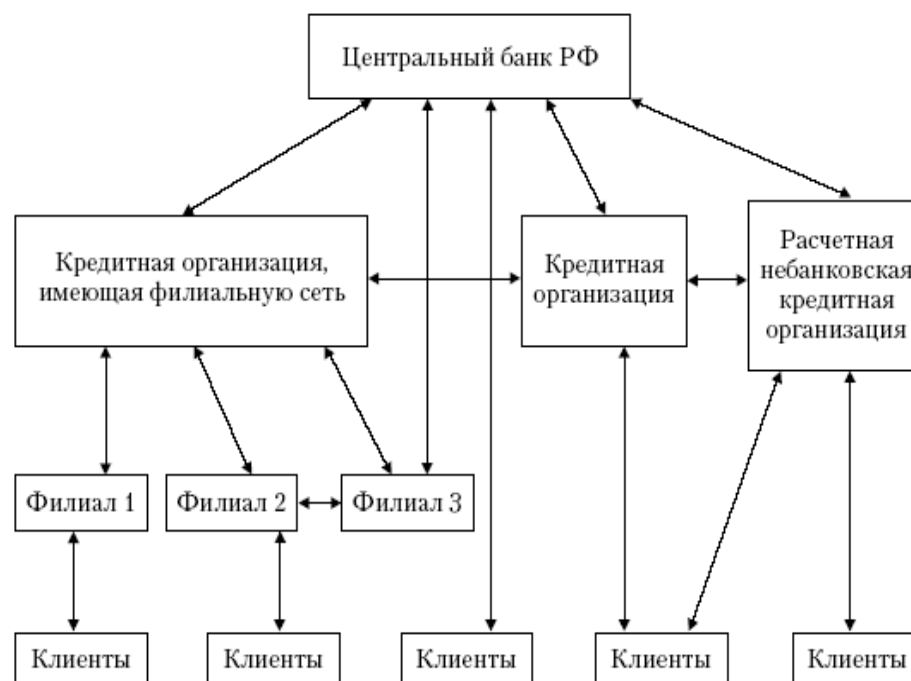 Центральный банк РФ
Кредитная организация,
имеющая филиальную сеть
Кредитная
организация
Расчетная
небанковская
кредитная
организация
Филиал 1
Филиал 2
Филиал 3
Клиенты
Клиенты
Клиенты
Клиенты
Клиенты